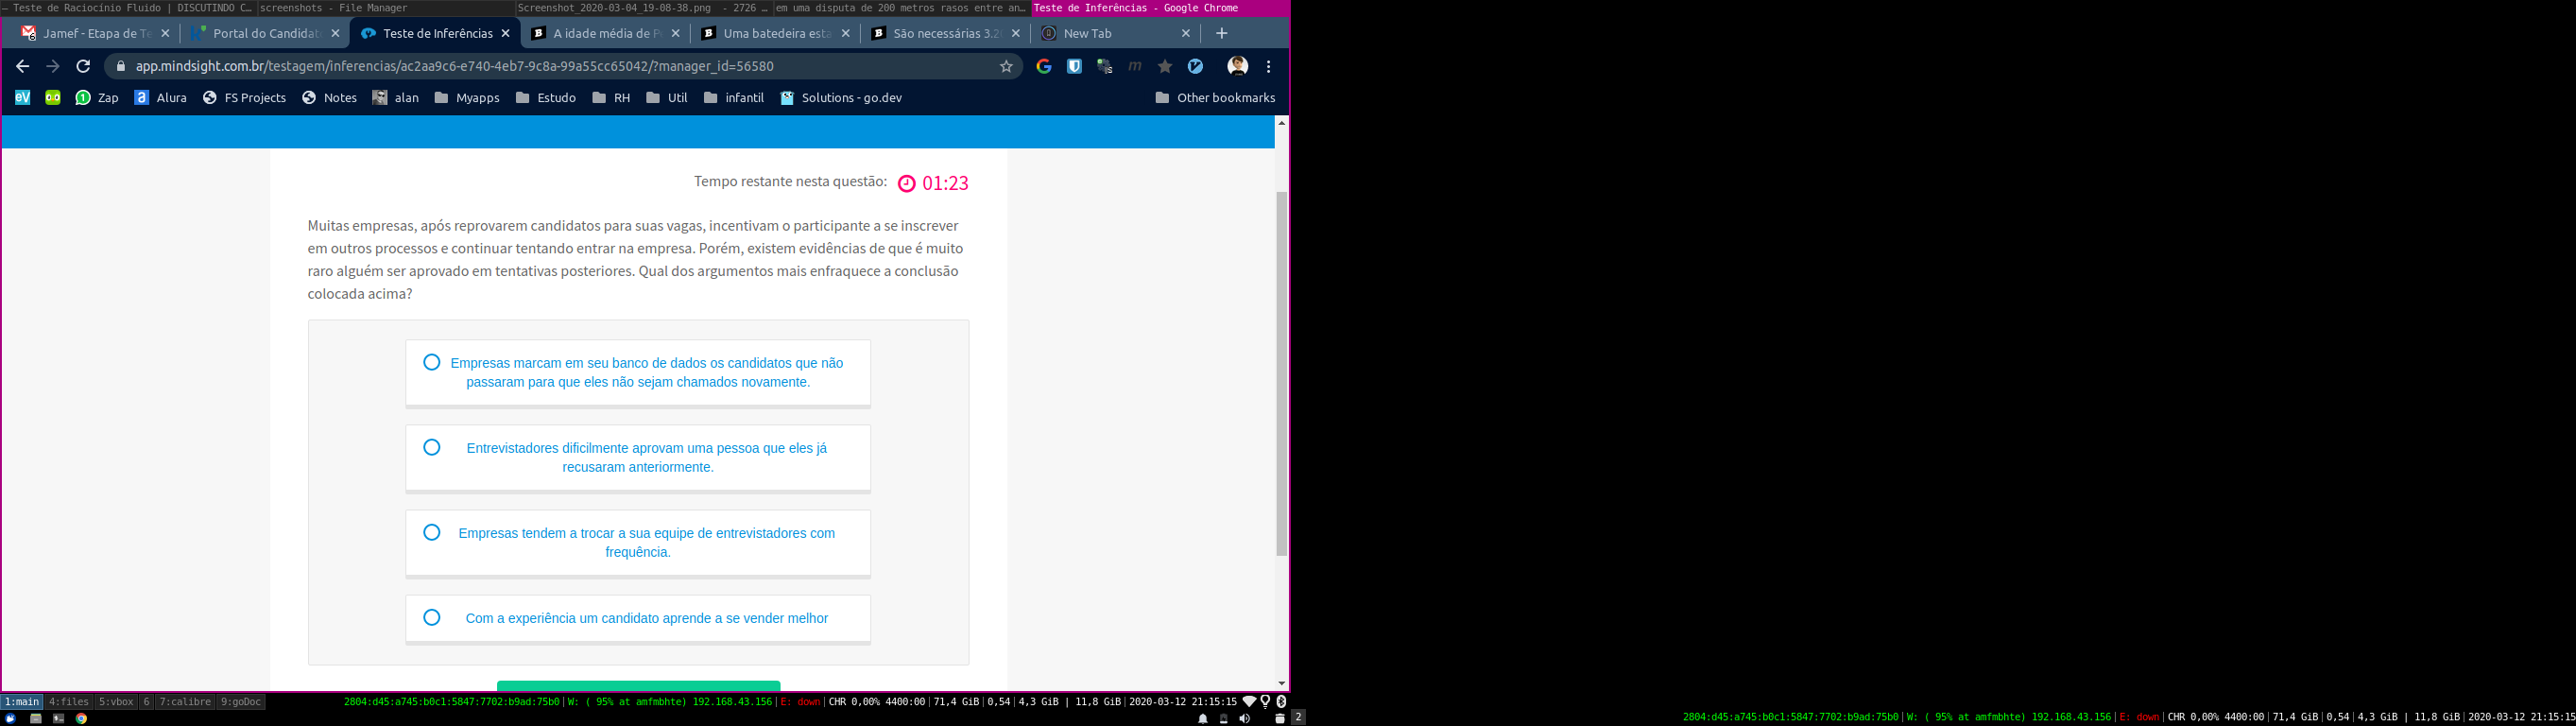 — Teste de Raciocínio Fluido | DISCUTINDO C…
screenshots - File Manager
Screenshot_2020-03-04_19-08-38.png - 2726 …
em uma disputa de 200 metros rasos entre an…
Teste de Inferências - Google Chrome
Jamef - Etapa de Te
Portal do Candidat
Teste de Inferências
A idade média de P
Uma batedeira esta
São necessárias 3.2
New Tab
app.mindsight.com.br/testagem/inferencias/ac2aa9c6-e740-4eb7-9c8a-99a55cc65042/?manager_id=56580
Zap
Alura
FS Projects
Notes
alan
Myapps
Estudo
RH
Util
infantil
Solutions - go.dev
Other bookmarks
Tempo restante nesta questão: 01:23
Muitas empresas, após reprovarem candidatos para suas vagas, incentivam o participante a se inscrever
em outros processos e continuar tentando entrar na empresa. Porém, existem evidências de que é muito
raro alguém ser aprovado em tentativas posteriores. Qual dos argumentos mais enfraquece a conclusão
colocada acima?
Empresas marcam em seu banco de dados os candidatos que não
passaram para que eles não sejam chamados novamente.
Entrevistadores dificilmente aprovam uma pessoa que eles já
recusaram anteriormente.
Empresas tendem a trocar a sua equipe de entrevistadores com
frequência.
Com a experiência um candidato aprende a se vender melhor
1:main 4:files 5:vbox 6 7:calibre 9:goDoc
2804:d45:a745:b0c1:5847:7702:b9ad:75b0 | W: ( 95% at amfmbhte) 192.168.43.156 | E: down | CHR 0,00% 4400:00 | 71,4 GiB | 0,54 | 4,3 GiB | 11,8 GiB | 2020-03-12 21:15:15
2
2804:d45:a745:b0c1:5847:7702:b9ad:75b0 | W: ( 95% at amfmbhte) 192.168.43.156 | E: down | CHR 0,00% 4400:00 | 71,4 GiB | 0,54 | 4,3 GiB | 11,8 GiB | 2020-03-12 21:15:15